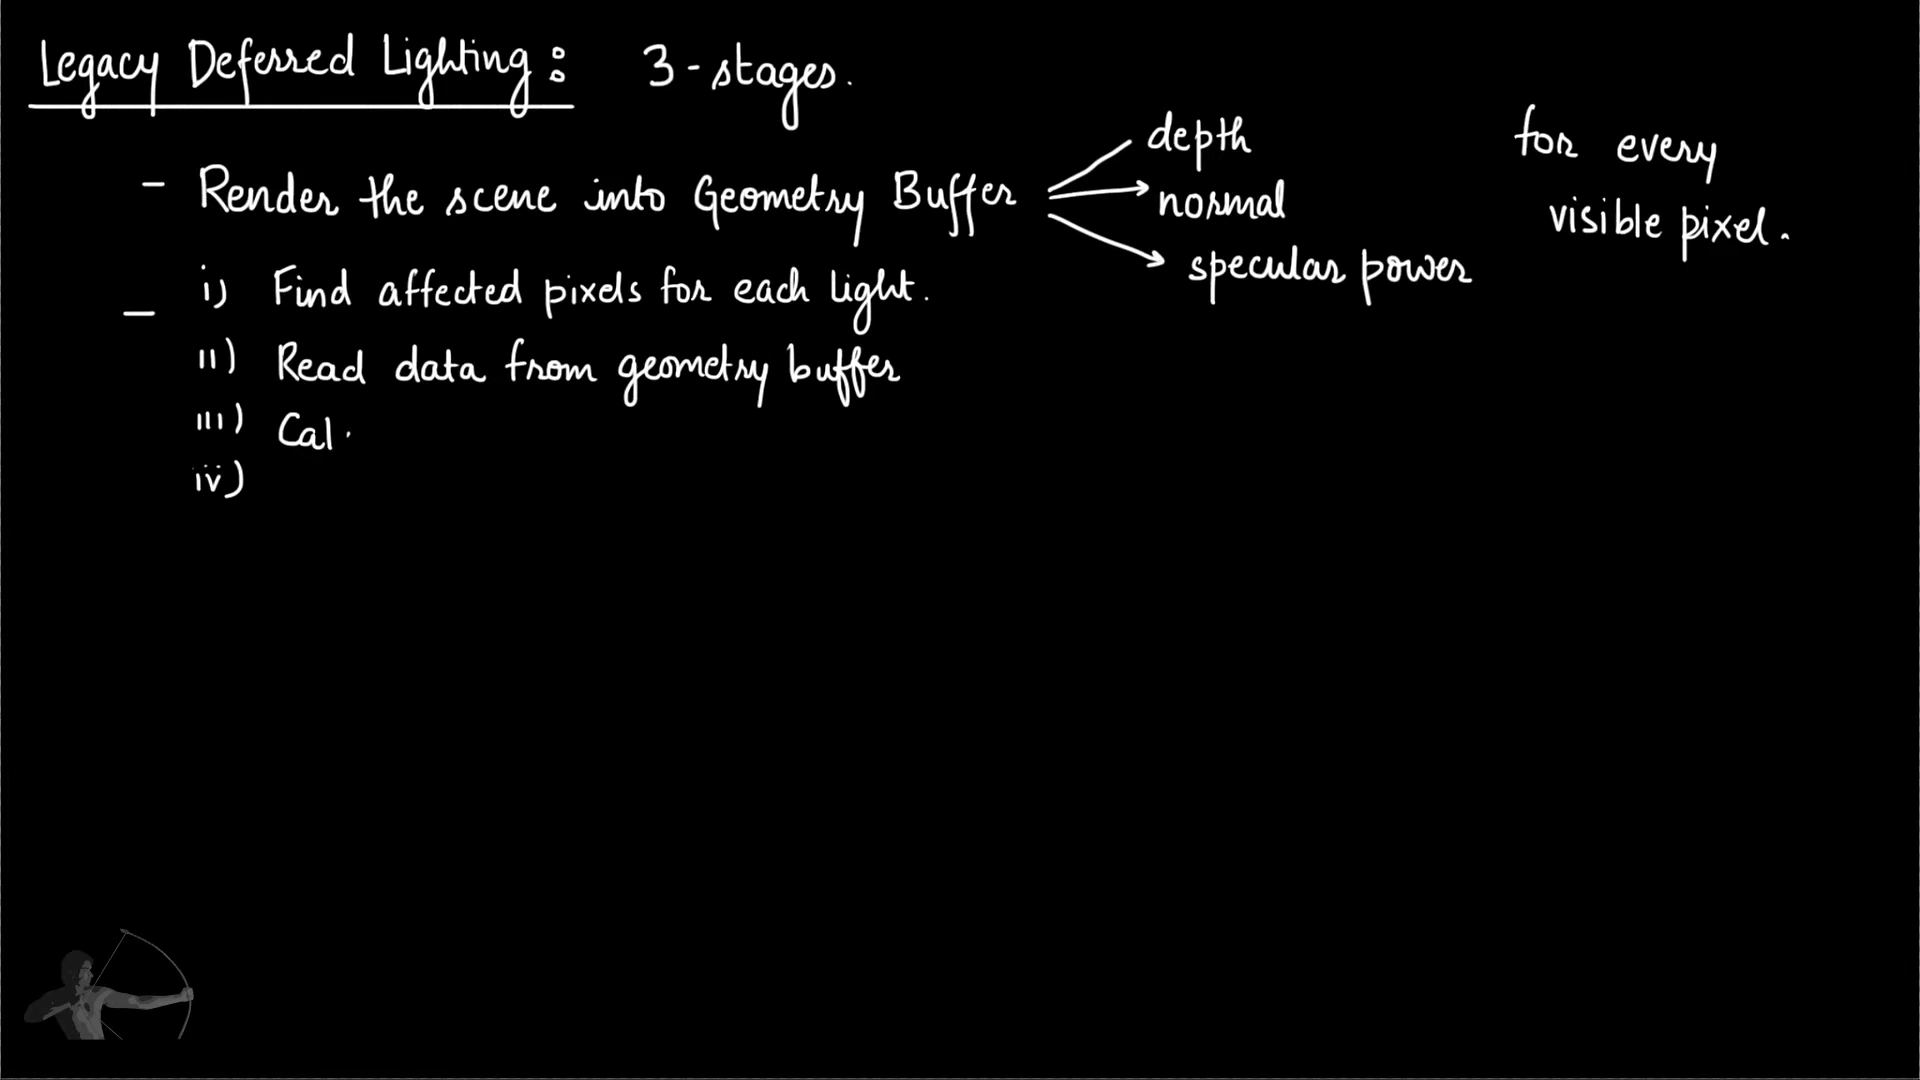 Legacy Deferred Lighting: 3-stages.
- Render the scene into Geometry Buffer
depth
normal
specular power
for every
visible pixel.
- i) Find affected pixels for each light.
ii) Read data from geometry buffer
iii) Cal.
iv)